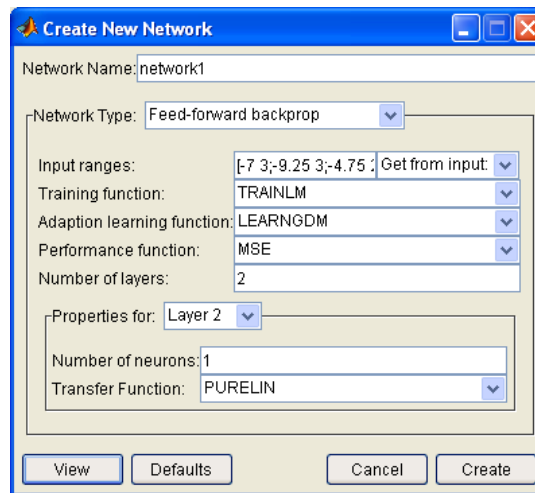 Create New Network
Network Name: network1
Network Type: Feed-forward backprop
Input ranges: [-7 3;-9.25 3;-4.75 Get from input:
Training function: TRAINLM
Adaption learning function: LEARNGDM
Performance function: MSE
Number of layers: 2
Properties for: Layer 2
Number of neurons: 1
Transfer Function: PURELIN
View Defaults Cancel Create